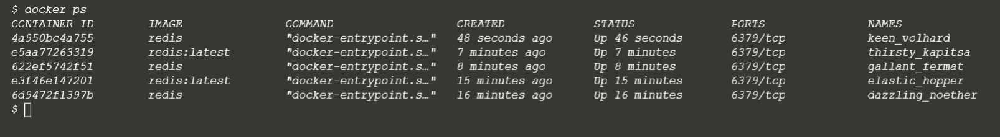 $ docker ps
CONTAINER ID IMAGE COMMAND CREATED STATUS PORTS NAMES
4a950bc4a755 redis "docker-entrypoint.s…" 48 seconds ago Up 46 seconds 6379/tcp keen_volhard
e5aa77263319 redis:latest "docker-entrypoint.s…" 7 minutes ago Up 7 minutes 6379/tcp thirsty_kapitsa
622ef5742f51 redis "docker-entrypoint.s…" 8 minutes ago Up 8 minutes 6379/tcp gallant_fermat
e3f46e147201 redis:latest "docker-entrypoint.s…" 15 minutes ago Up 15 minutes 6379/tcp elastic_hopper
6d9472f1397b redis "docker-entrypoint.s…" 16 minutes ago Up 16 minutes 6379/tcp dazzling_noether
$